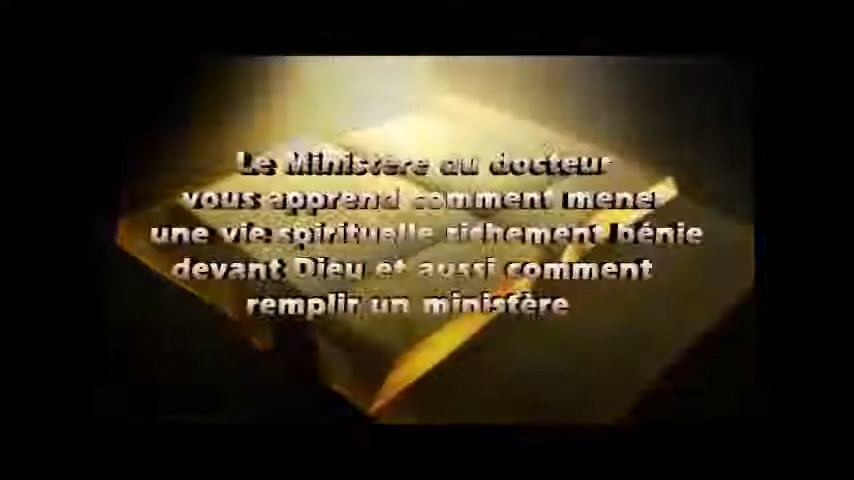 Le Ministère au docteur
vous apprend comment mener
une vie spirituelle richement bénie
devant Dieu et aussi comment
remplir un ministère